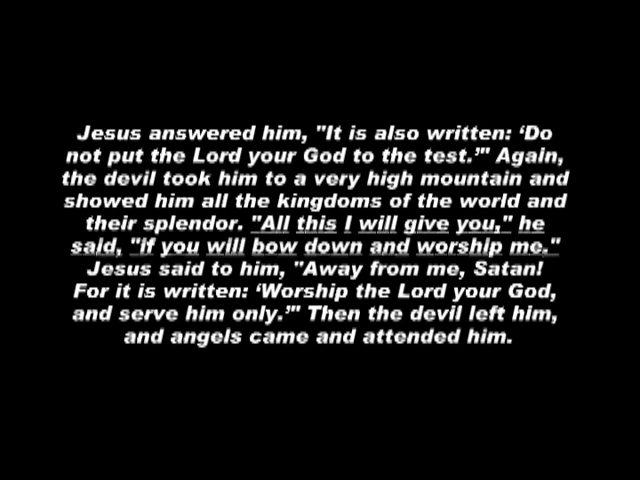 Jesus answered him, "It is also written: ‘Do
not put the Lord your God to the test.’" Again,
the devil took him to a very high mountain and
showed him all the kingdoms of the world and
their splendor. "All this I will give you," he
said, "if you will bow down and worship me."
Jesus said to him, "Away from me, Satan!
For it is written: ‘Worship the Lord your God,
and serve him only.’" Then the devil left him,
and angels came and attended him.